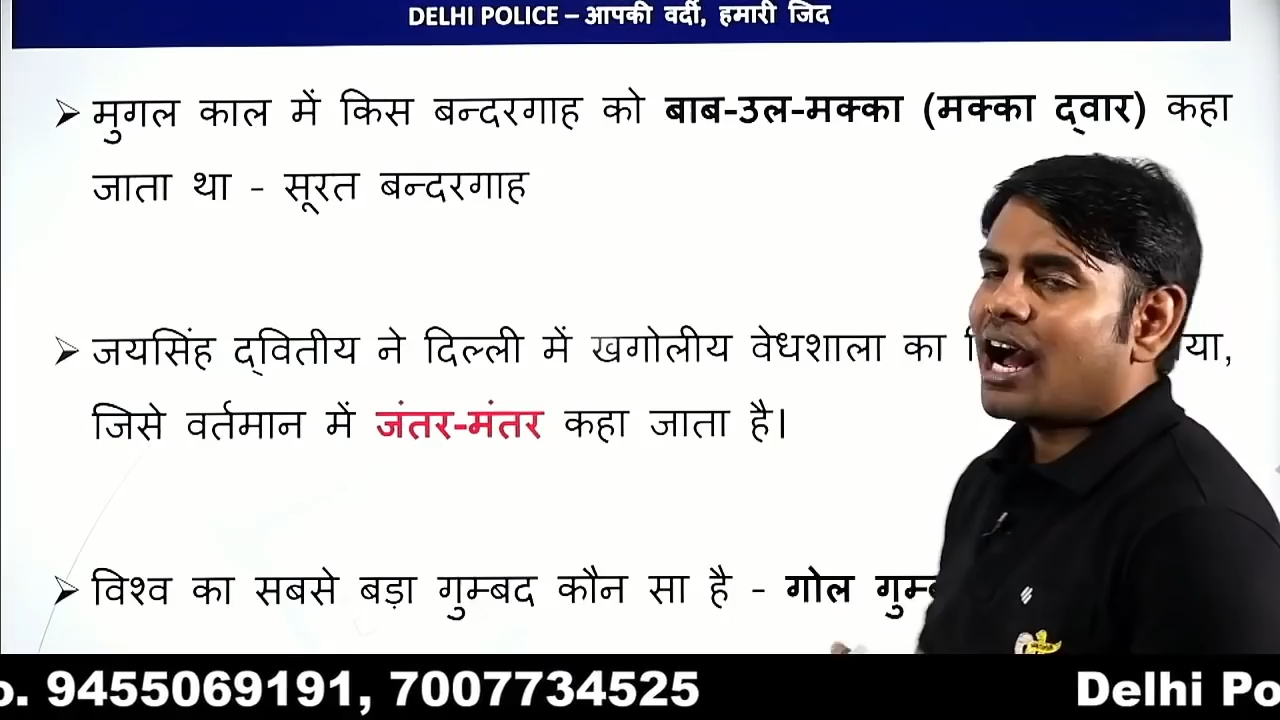 DELHI POLICE – आपकी वर्दी, हमारी जिद
➢ मुगल काल में किस बन्दरगाह को बाब-उल-मक्का (मक्का द्‌वार) कहा
जाता था - सूरत बन्दरगाह
➢ जयसिंह द्‌वितीय ने दिल्ली में खगोलीय वेधशाला का
जिसे वर्तमान में जंतर-मंतर कहा जाता है।
➢ विश्व का सबसे बड़ा गुम्बद कौन सा है - गोल
9455069191, 7007734525
Delhi